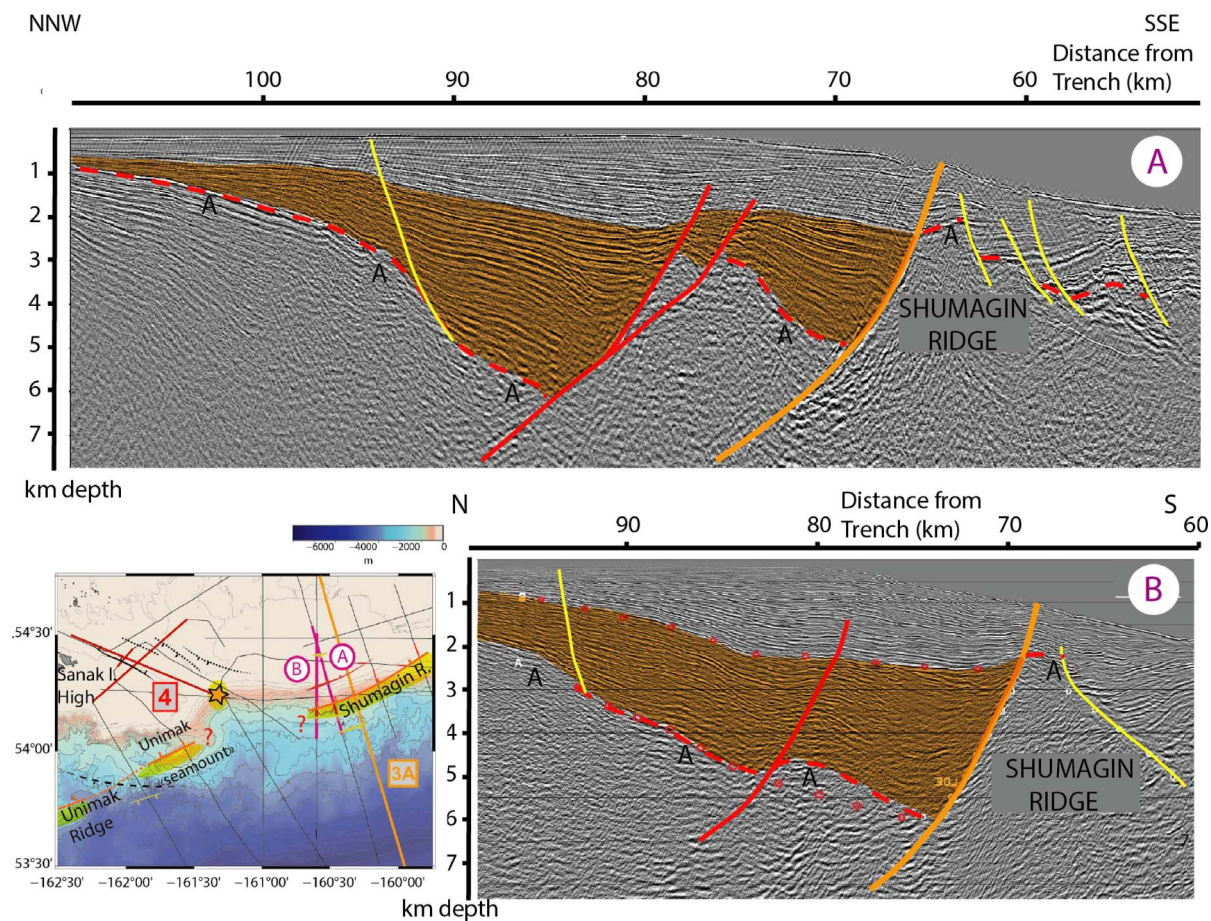 NNW
SSE
Distance from
Trench (km)
100
90
80
70
60
A
1
2
3
4
5
6
7
A
A
A
A
A
SHUMAGIN
RIDGE
km depth
−6000
−4000
−2000
0
m
54°30'
54°00'
53°30'
−162°30'
−162°00'
−161°30'
−161°00'
−160°30'
−160°00'
Sanak I.
High
4
B
A
Shumagin R.
?
?
Unimak
«seamount»
Unimak
Ridge
3A
N
S
Distance from
Trench (km)
90
80
70
60
B
1
2
3
4
5
6
7
A
A
A
A
A
SHUMAGIN
RIDGE
7
km depth